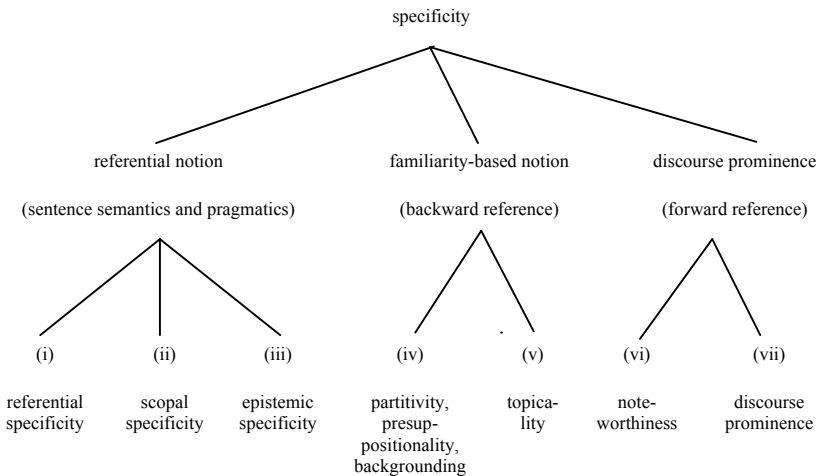 specificity
referential notion
familiarity-based notion
discourse prominence
(sentence semantics and pragmatics)
(backward reference)
(forward reference)
(i)
(ii)
(iii)
(iv)
(v)
(vi)
(vii)
referential
specificity
scopal
specificity
epistemic
specificity
partitivity,
presup-
positionality,
backgrounding
topica-
lity
note-
worthiness
discourse
prominence